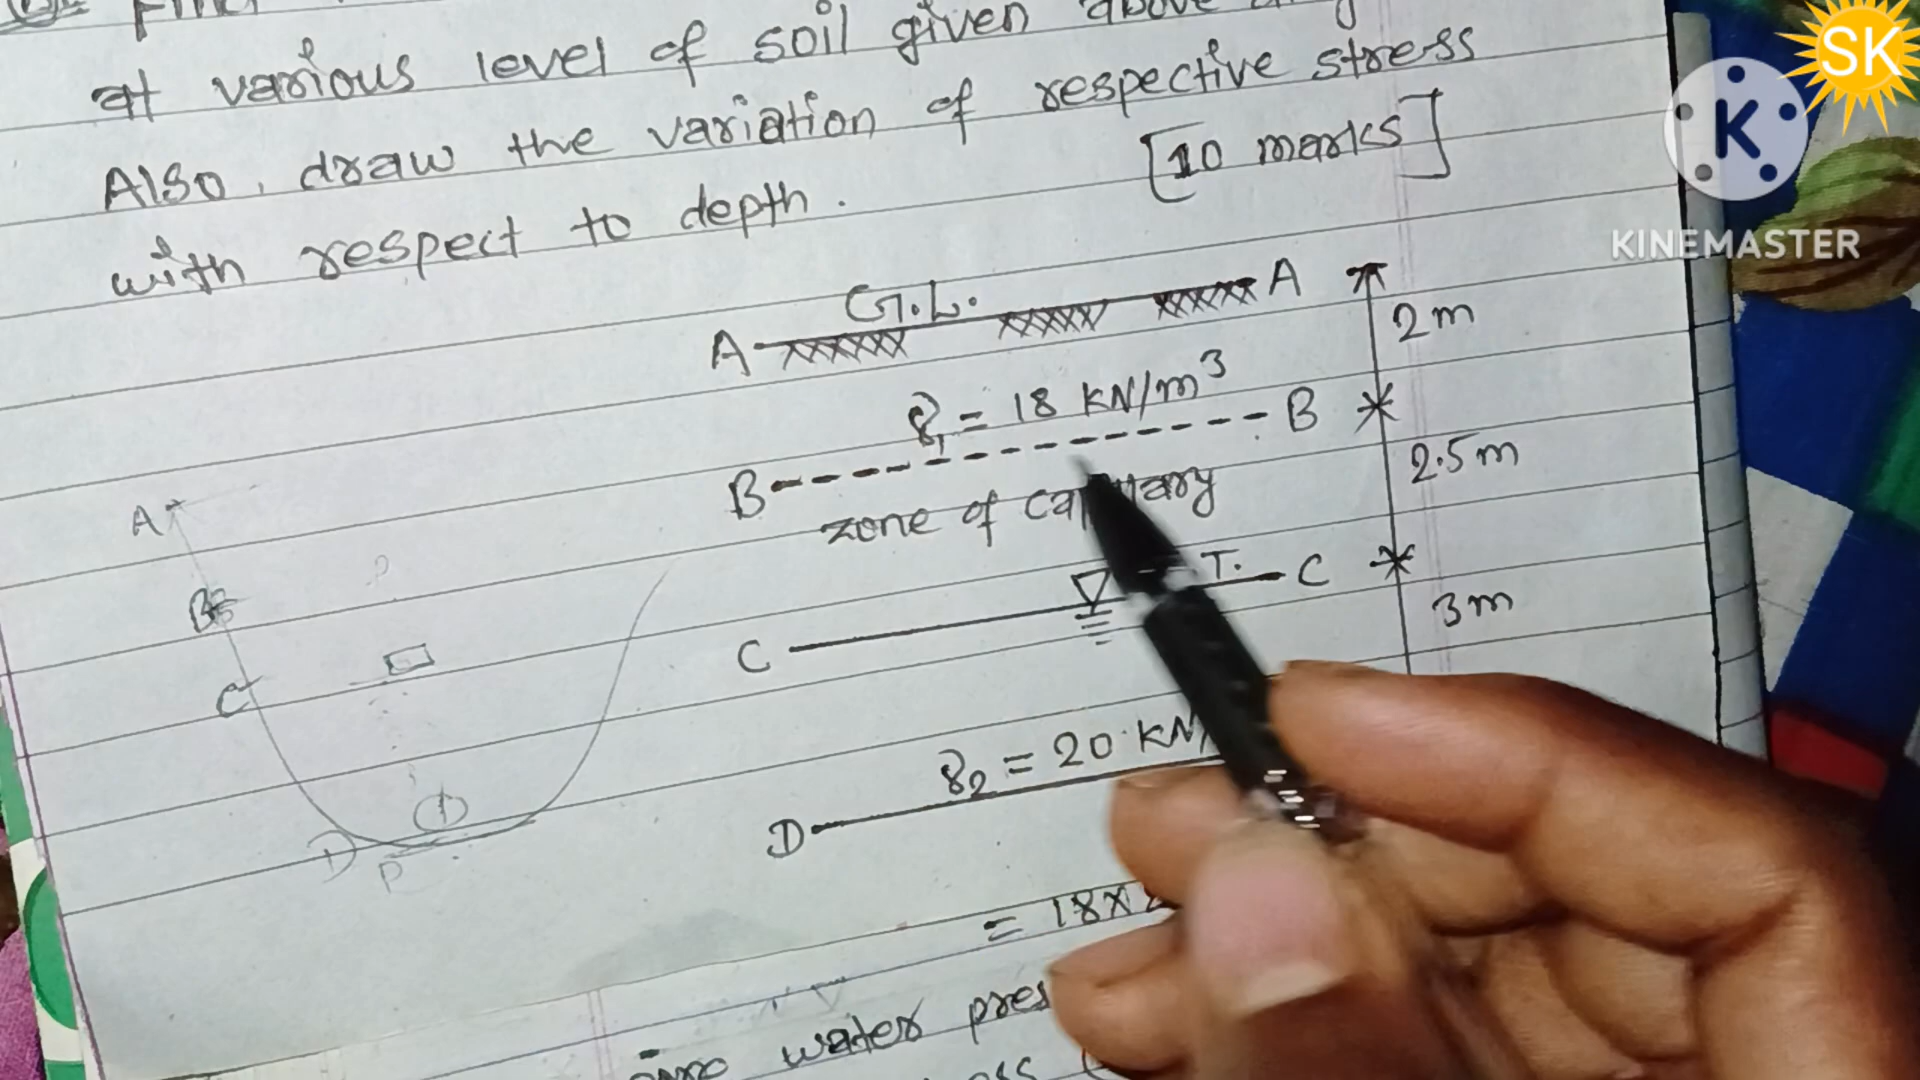 at various level of soil given above
Also, draw the variation of respective stress
with respect to depth. [10 marks]
SK
K
KINEMASTER
G.L.
A A 2m
γ₁ = 18 KN/m³
B B 2.5m
zone of
T.
C C 3m
γ₂ = 20 KN/
D
= 18×
water pres
A
B
C
D
P